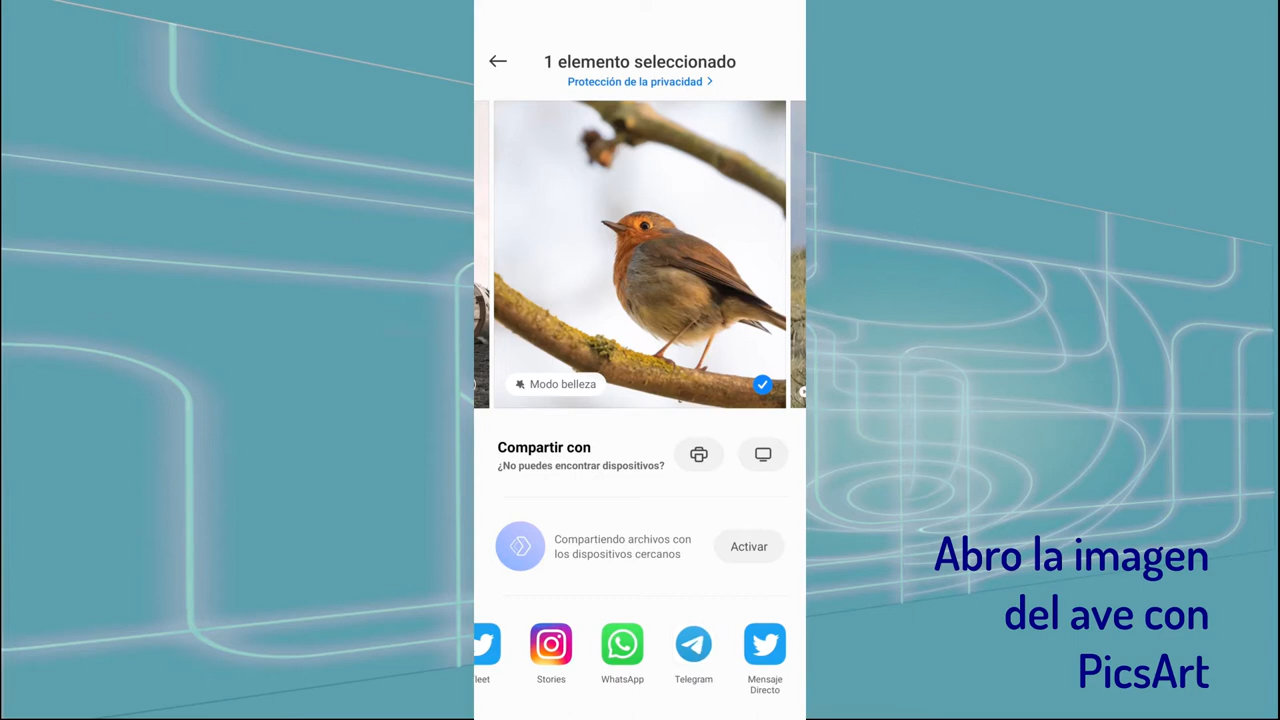 1 elemento seleccionado
Protección de la privacidad
Modo belleza
Compartir con
¿No puedes encontrar dispositivos?
Compartiendo archivos con
los dispositivos cercanos
Activar
leet
Stories
WhatsApp
Telegram
Mensaje
Directo
Abro la imagen
del ave con
PicsArt